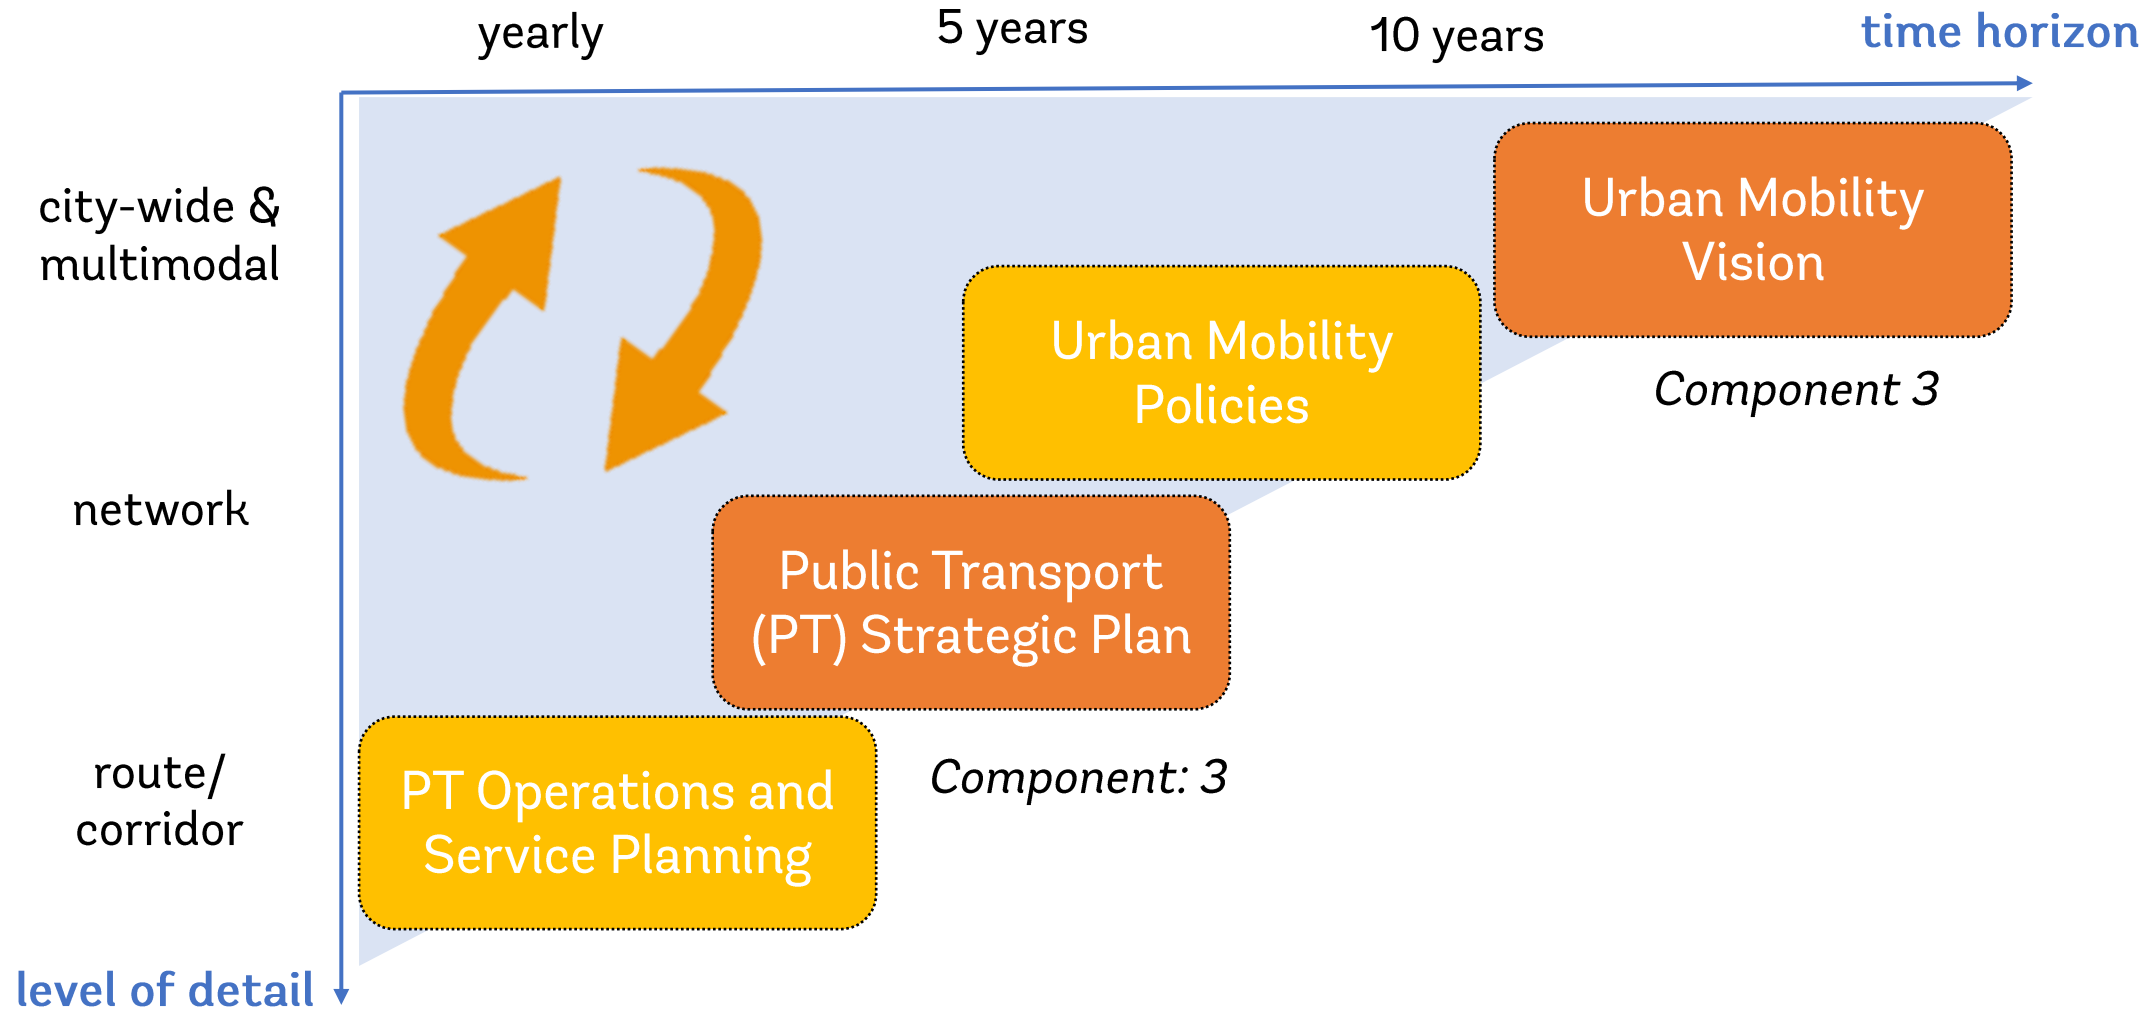 yearly
5 years
10 years
time horizon
city-wide &
multimodal
Urban Mobility
Vision
Urban Mobility
Policies
Component 3
network
Public Transport
(PT) Strategic Plan
route/
corridor
PT Operations and
Service Planning
Component: 3
level of detail